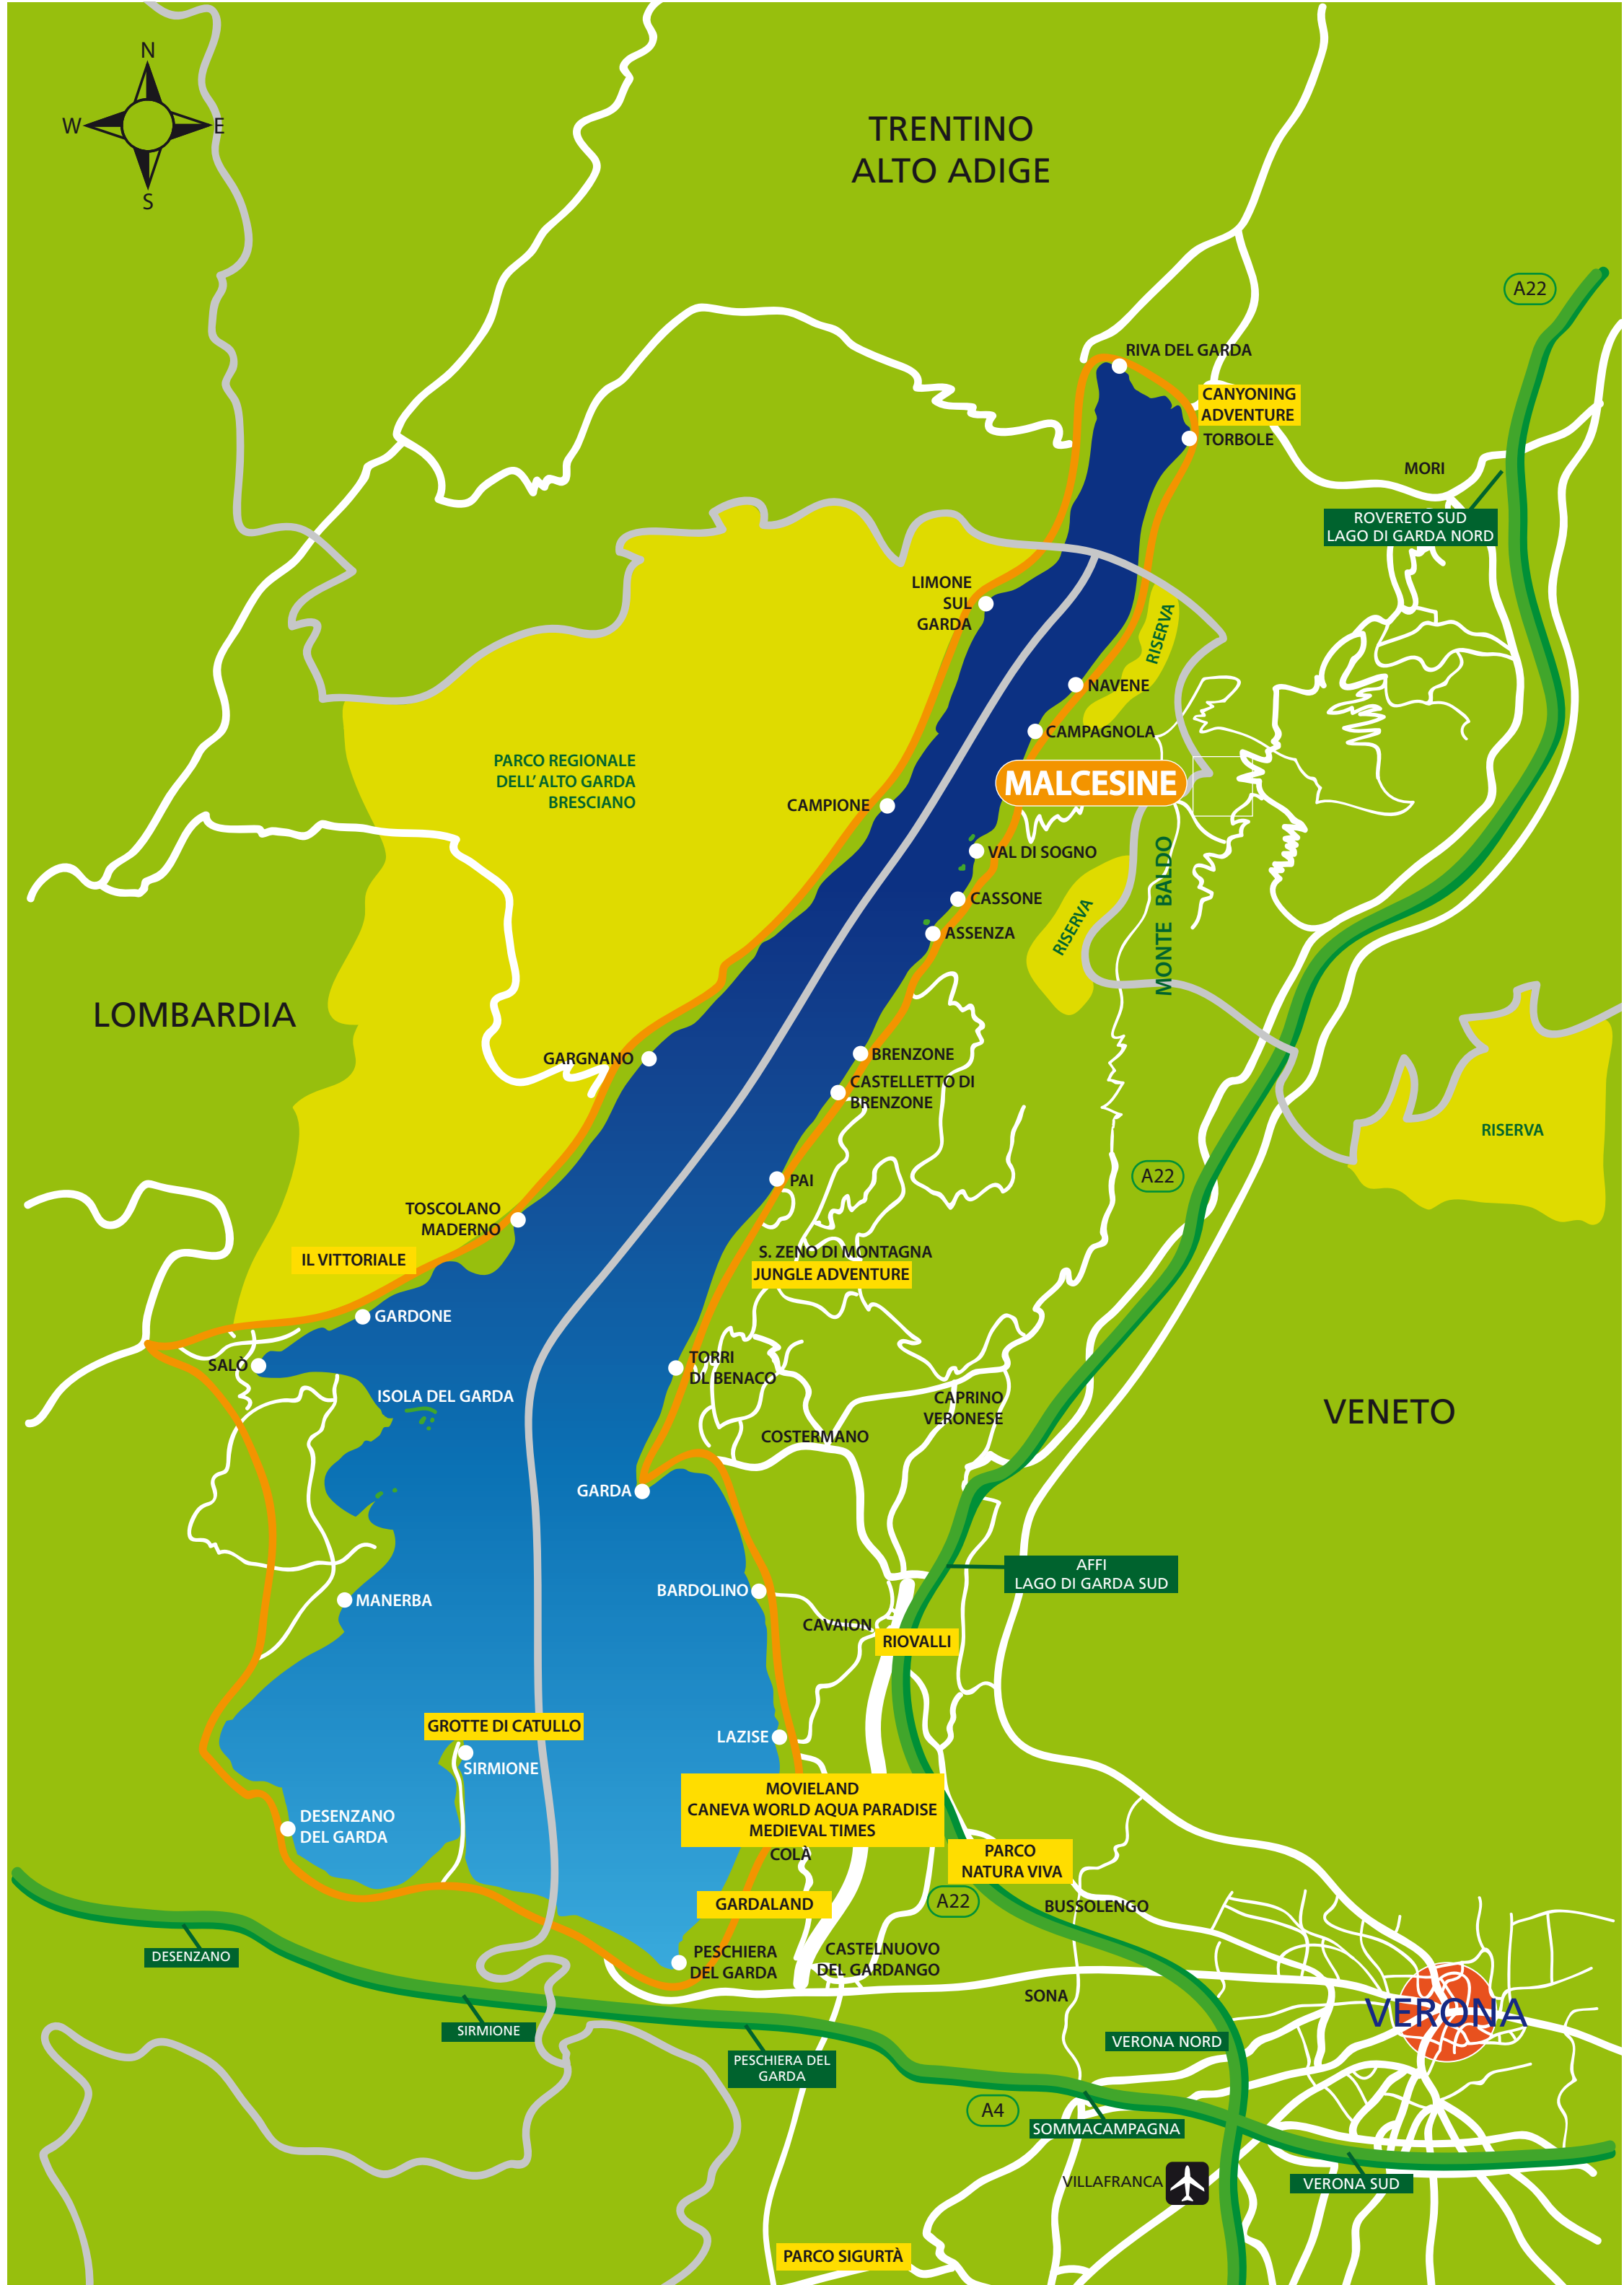 N
W
E
S
TRENTINO
ALTO ADIGE
A22
RIVA DEL GARDA
CANYONING
ADVENTURE
TORBOLE
MORI
ROVERETO SUD
LAGO DI GARDA NORD
LIMONE
SUL
GARDA
RISERVA
NAVENE
CAMPAGNOLA
PARCO REGIONALE
DELL’ ALTO GARDA
BRESCIANO
MALCESINE
CAMPIONE
VAL DI SOGNO
CASSONE
ASSENZA
RISERVA
MONTE BALDO
LOMBARDIA
GARGNANO
BRENZONE
CASTELLETTO DI
BRENZONE
RISERVA
A22
PAI
TOSCOLANO
MADERNO
IL VITTORIALE
S. ZENO DI MONTAGNA
JUNGLE ADVENTURE
GARDONE
SALÒ
TORRI
DL BENACO
ISOLA DEL GARDA
CAPRINO
VERONESE
VENETO
COSTERMANO
GARDA
AFFI
LAGO DI GARDA SUD
BARDOLINO
MANERBA
CAVAION
RIOVALLI
GROTTE DI CATULLO
LAZISE
SIRMIONE
MOVIELAND
CANEVA WORLD AQUA PARADISE
MEDIEVAL TIMES
DESENZANO
DEL GARDA
COLÀ
PARCO
NATURA VIVA
GARDALAND
A22
BUSSOLENGO
DESENZANO
PESCHIERA
DEL GARDA
CASTELNUOVO
DEL GARDANGO
SONA
VERONA
SIRMIONE
VERONA NORD
PESCHIERA DEL
GARDA
A4
SOMMACAMPAGNA
VILLAFRANCA
VERONA SUD
PARCO SIGURTÀ